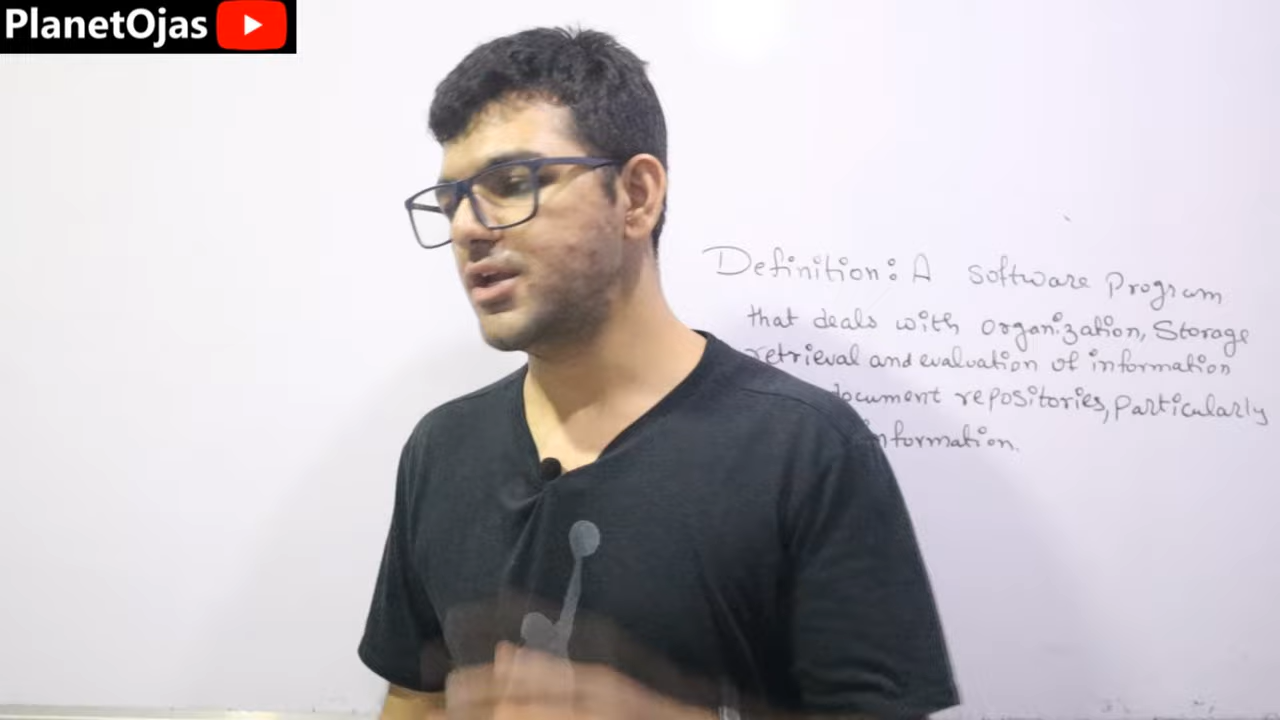 PlanetOjas
Definition: A software program
that deals with organization, Storage
retrieval and evaluation of information
document repositories, particularly
information.